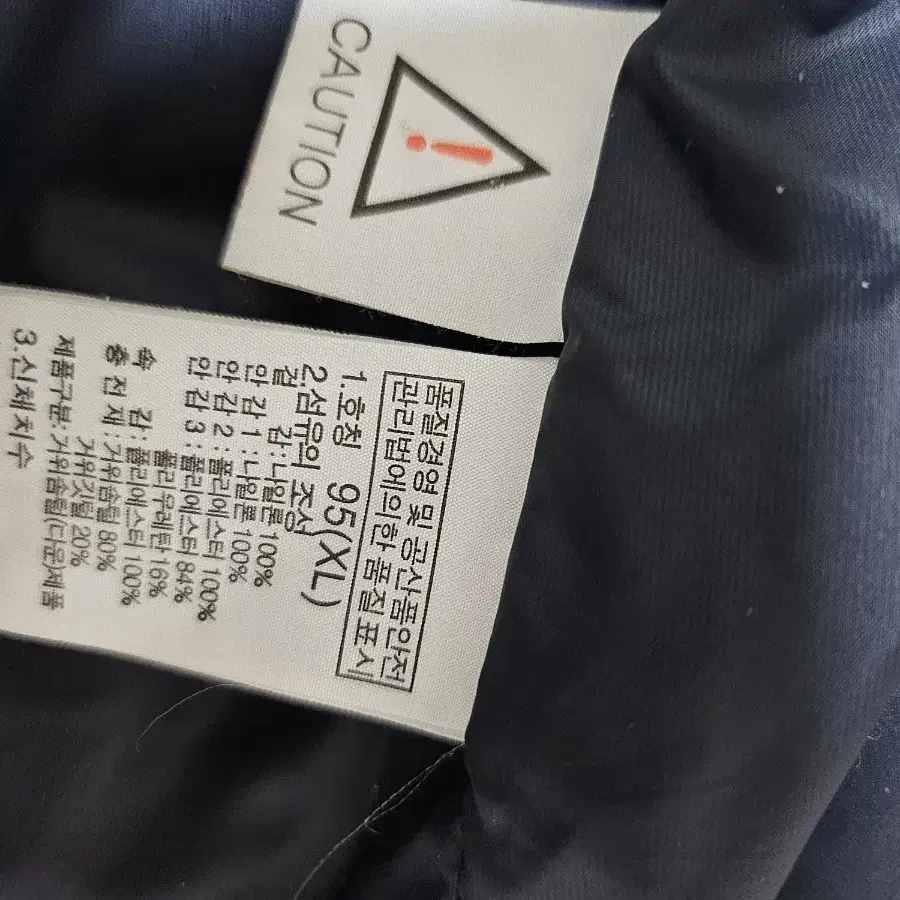 CAUTION
품질경영 및 공산품안전
관리법에의한 품질 표시
1.호칭 95(XL)
2.섬유의 조성
겉 감: 나일론 100%
안 감 1 : 나일론 100%
안 감 2 : 폴리에스터 100%
안 감 3 : 폴리에스터 84%
폴리우레탄 16%
속 감 : 폴리에스터 100%
충 전 재 : 거위솜털 80%
거위깃털 20%
제품구분: 거위솜털(다운제품
3.신체치수